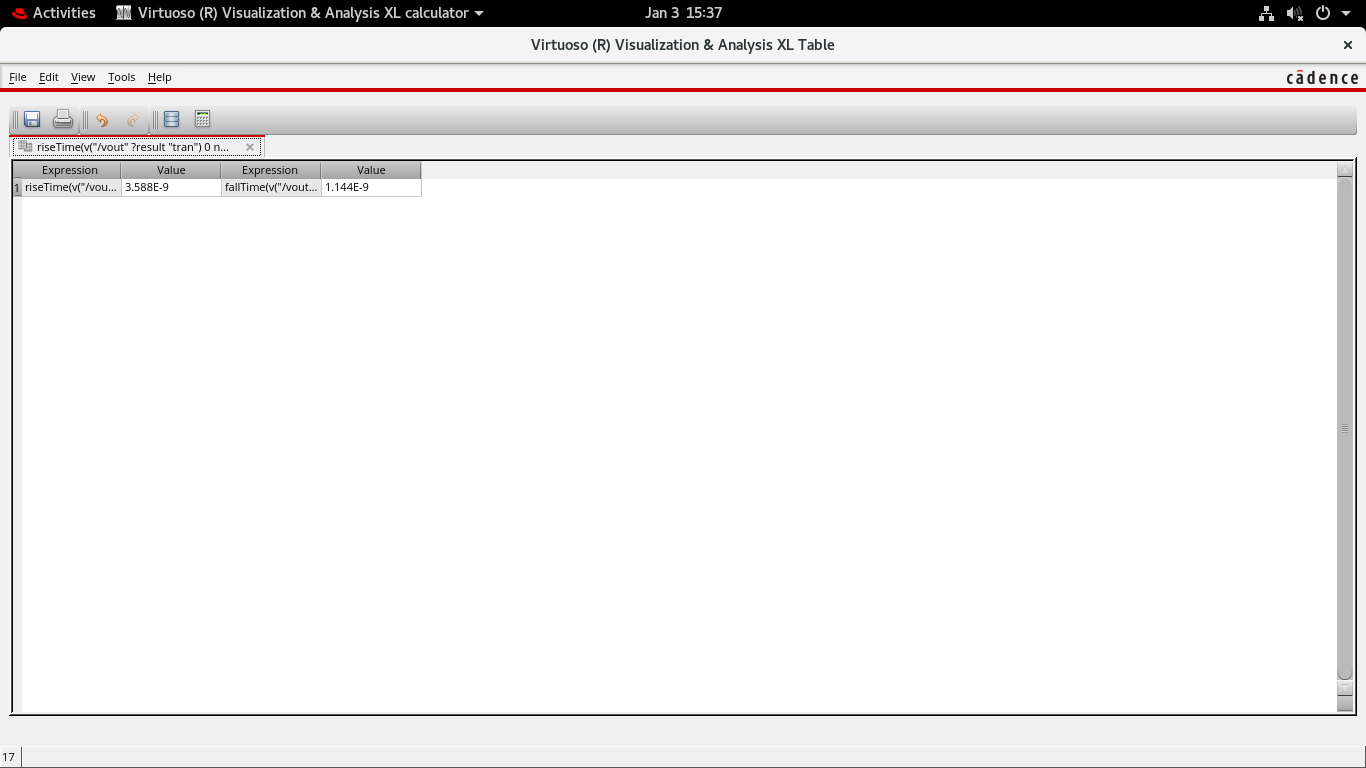 Activities Virtuoso (R) Visualization & Analysis XL calculator Jan 3 15:37
Virtuoso (R) Visualization & Analysis XL Table
File Edit View Tools Help cādence
riseTime(v("/vout" ?result "tran") 0 n...
Expression Value Expression Value
1 riseTime(v("/vou... 3.588E-9 fallTime(v("/vout... 1.144E-9
17